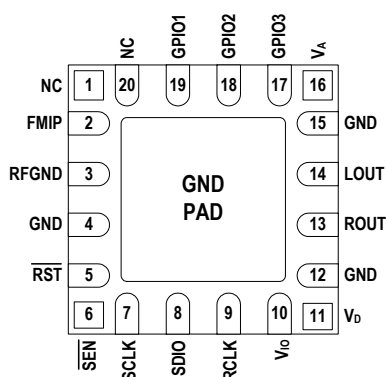 NC
GPIO1
GPIO2
GPIO3
VA
NC 1 20 19 18 17 16
FMIP 2 15 GND
RFGND 3 14 LOUT
GND PAD
GND 4 13 ROUT
RST 5 12 GND
6 7 8 9 10 11 VD
SEN
SCLK
SDIO
RCLK
VIO